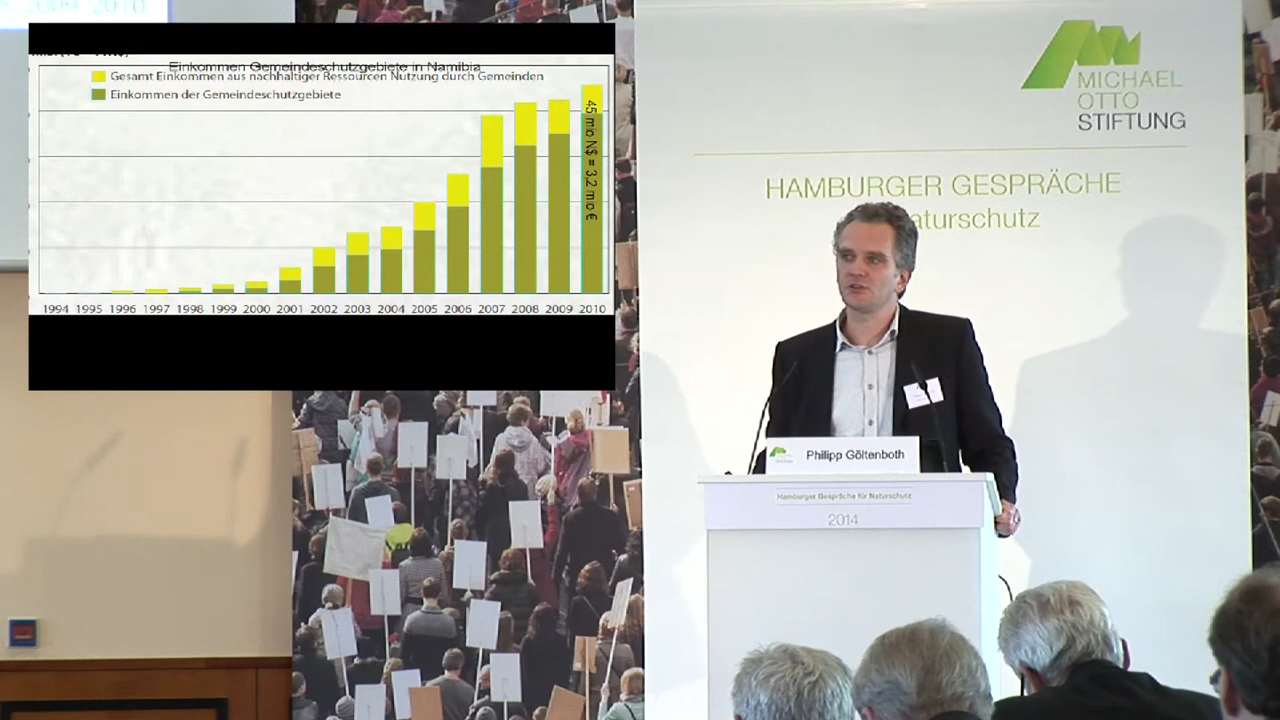 2009 2010
Einkommen Gemeindeschutzgebiete in Namibia
Gesamt Einkommen aus nachhaltiger Ressourcen Nutzung durch Gemeinden
Einkommen der Gemeindeschutzgebiete
45 mio N$ = 3,2 mio €
1994 1995 1996 1997 1998 1999 2000 2001 2002 2003 2004 2005 2006 2007 2008 2009 2010
MICHAEL
OTTO
STIFTUNG
HAMBURGER GESPRÄCHE
aturschutz
Philipp Göltenboth
Hamburger Gespräche für Naturschutz
2014